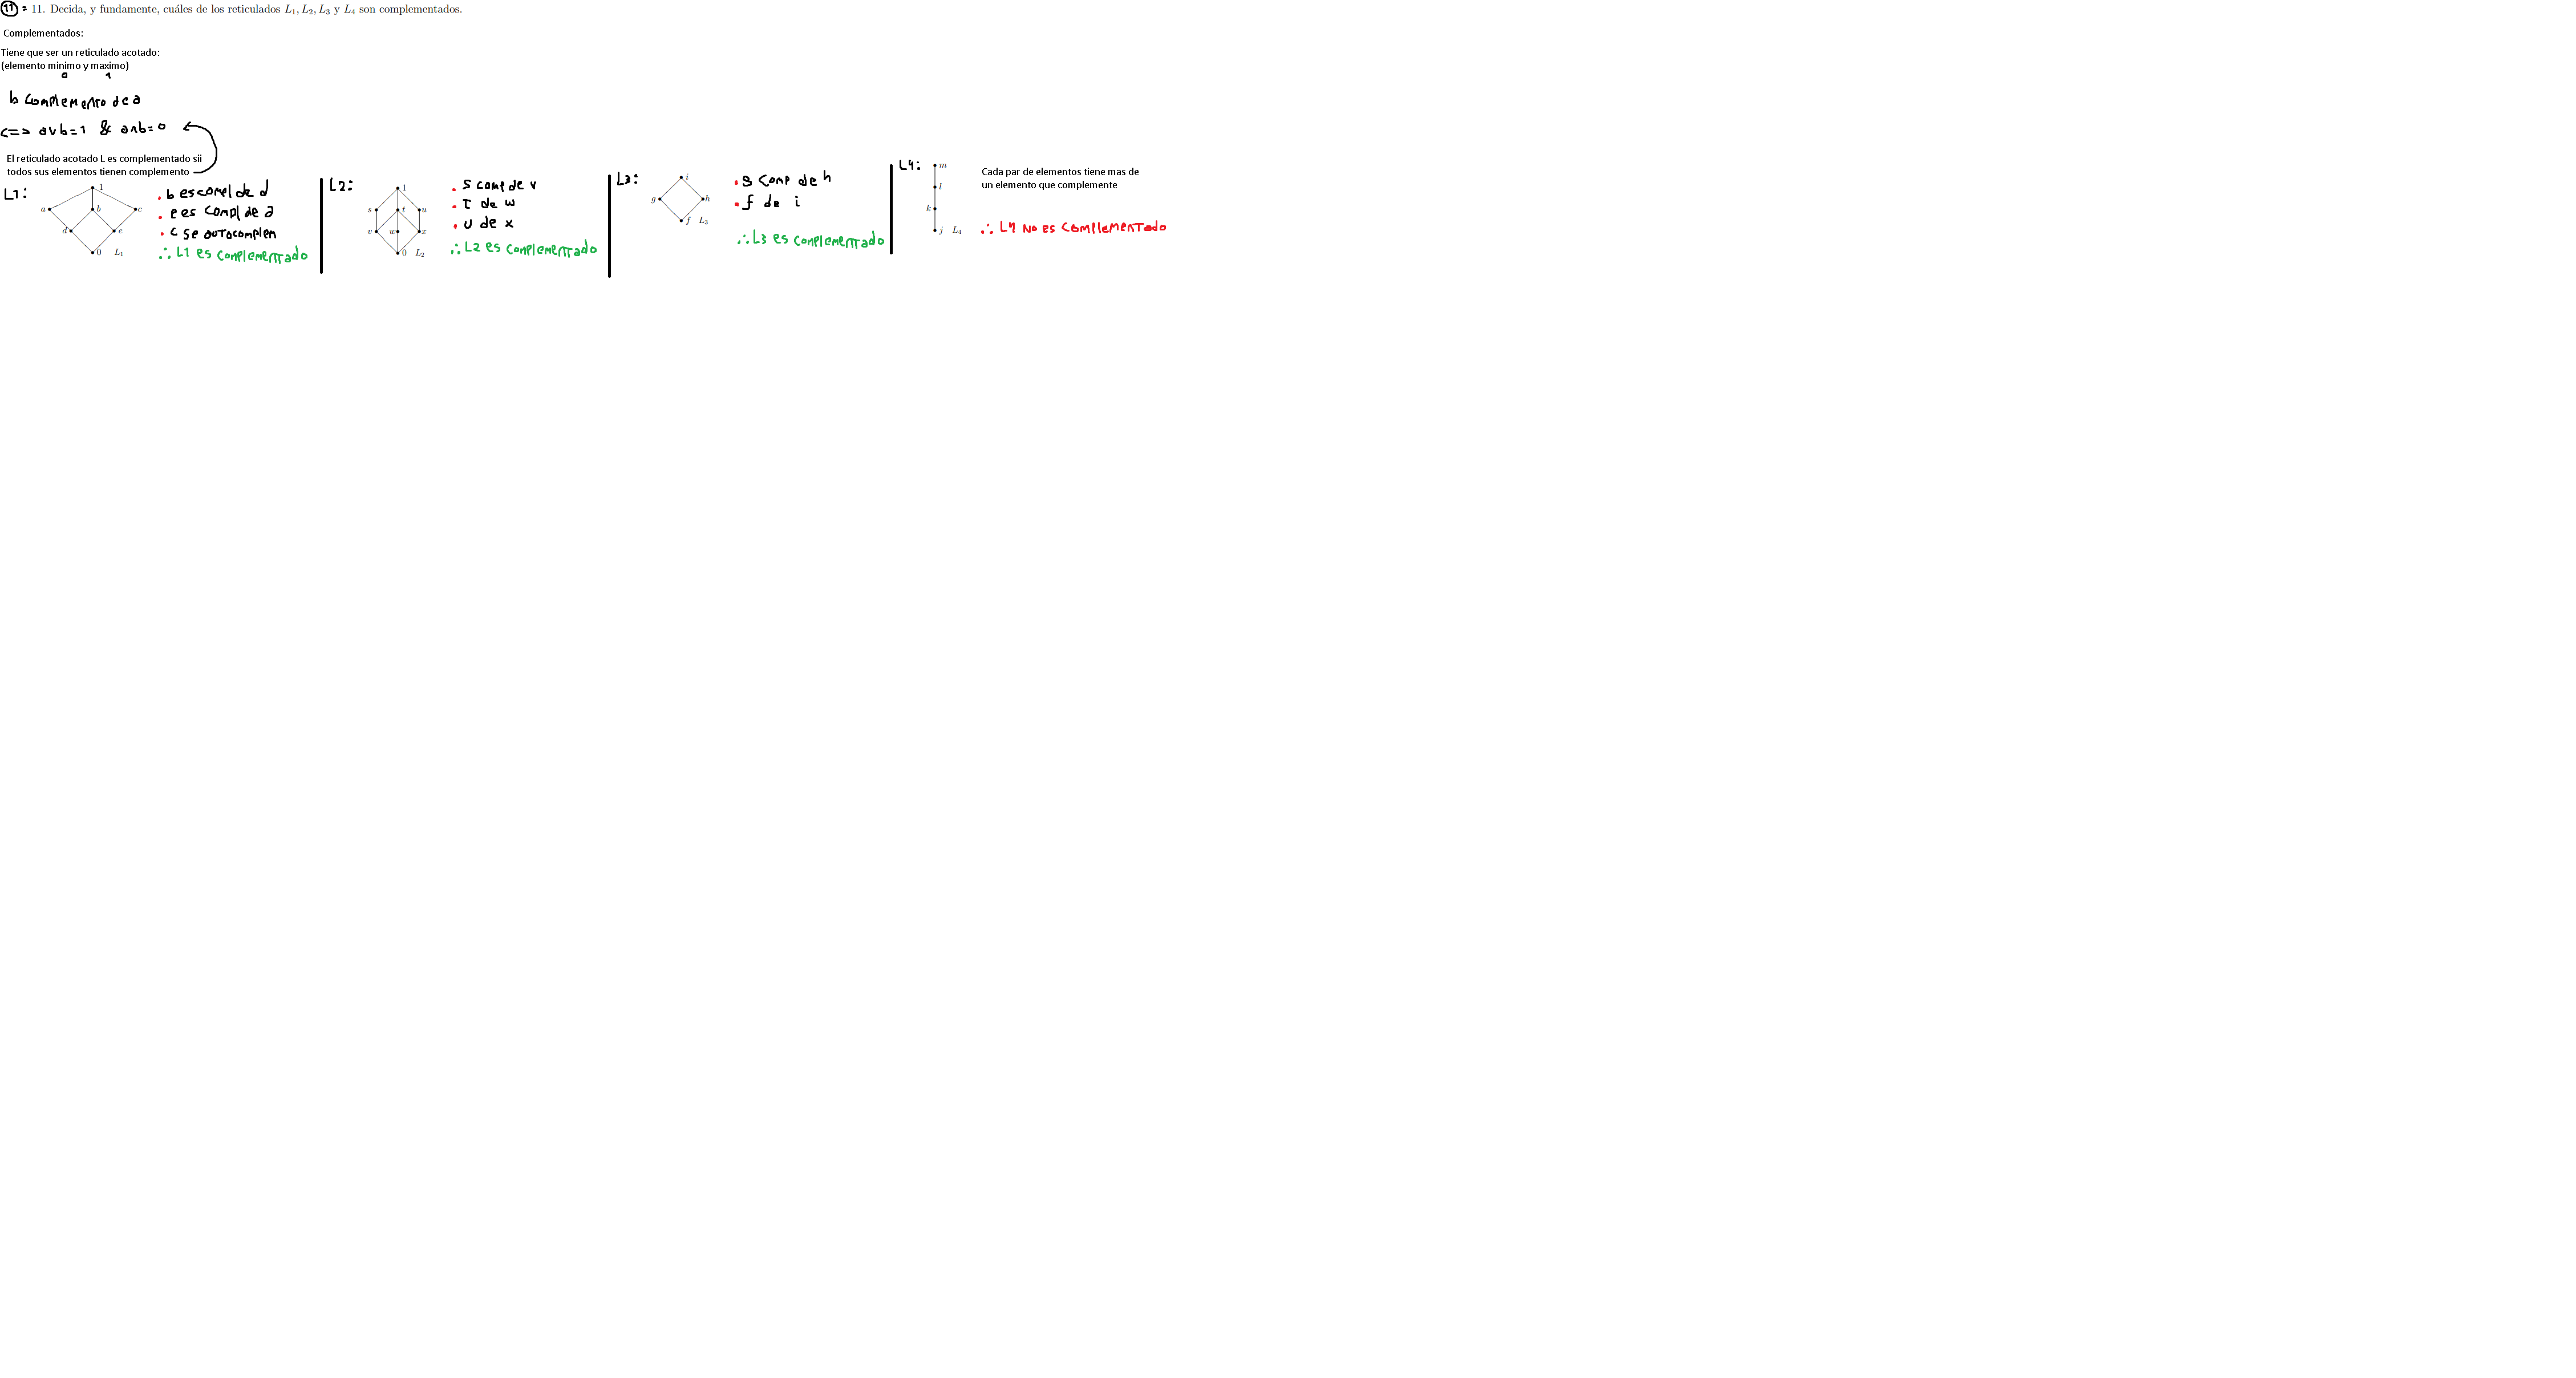 11 = 11. Decida, y fundamente, cuáles de los reticulados L₁, L₂, L₃ y L₄ son complementados.
Complementados:
Tiene que ser un reticulado acotado:
(elemento minimo y maximo)
0 1
b complemento de a
<=> a∨b=1 & a∧b=0
El reticulado acotado L es complementado sii
todos sus elementos tienen complemento
L1:
1
a b c
d e
0 L₁
• b es compl de d
• e es compl de a
• c se autocomplem
∴ L1 es complementado
L2:
1
s t u
v w x
0 L₂
• s comp de v
• t de w
• u de x
∴ L2 es complementado
L3:
i
g h
f L₃
• g comp de h
• f de i
∴ L3 es complementado
L4:
m
l
k
j L₄
Cada par de elementos tiene mas de
un elemento que complemente
∴ L4 no es complementado